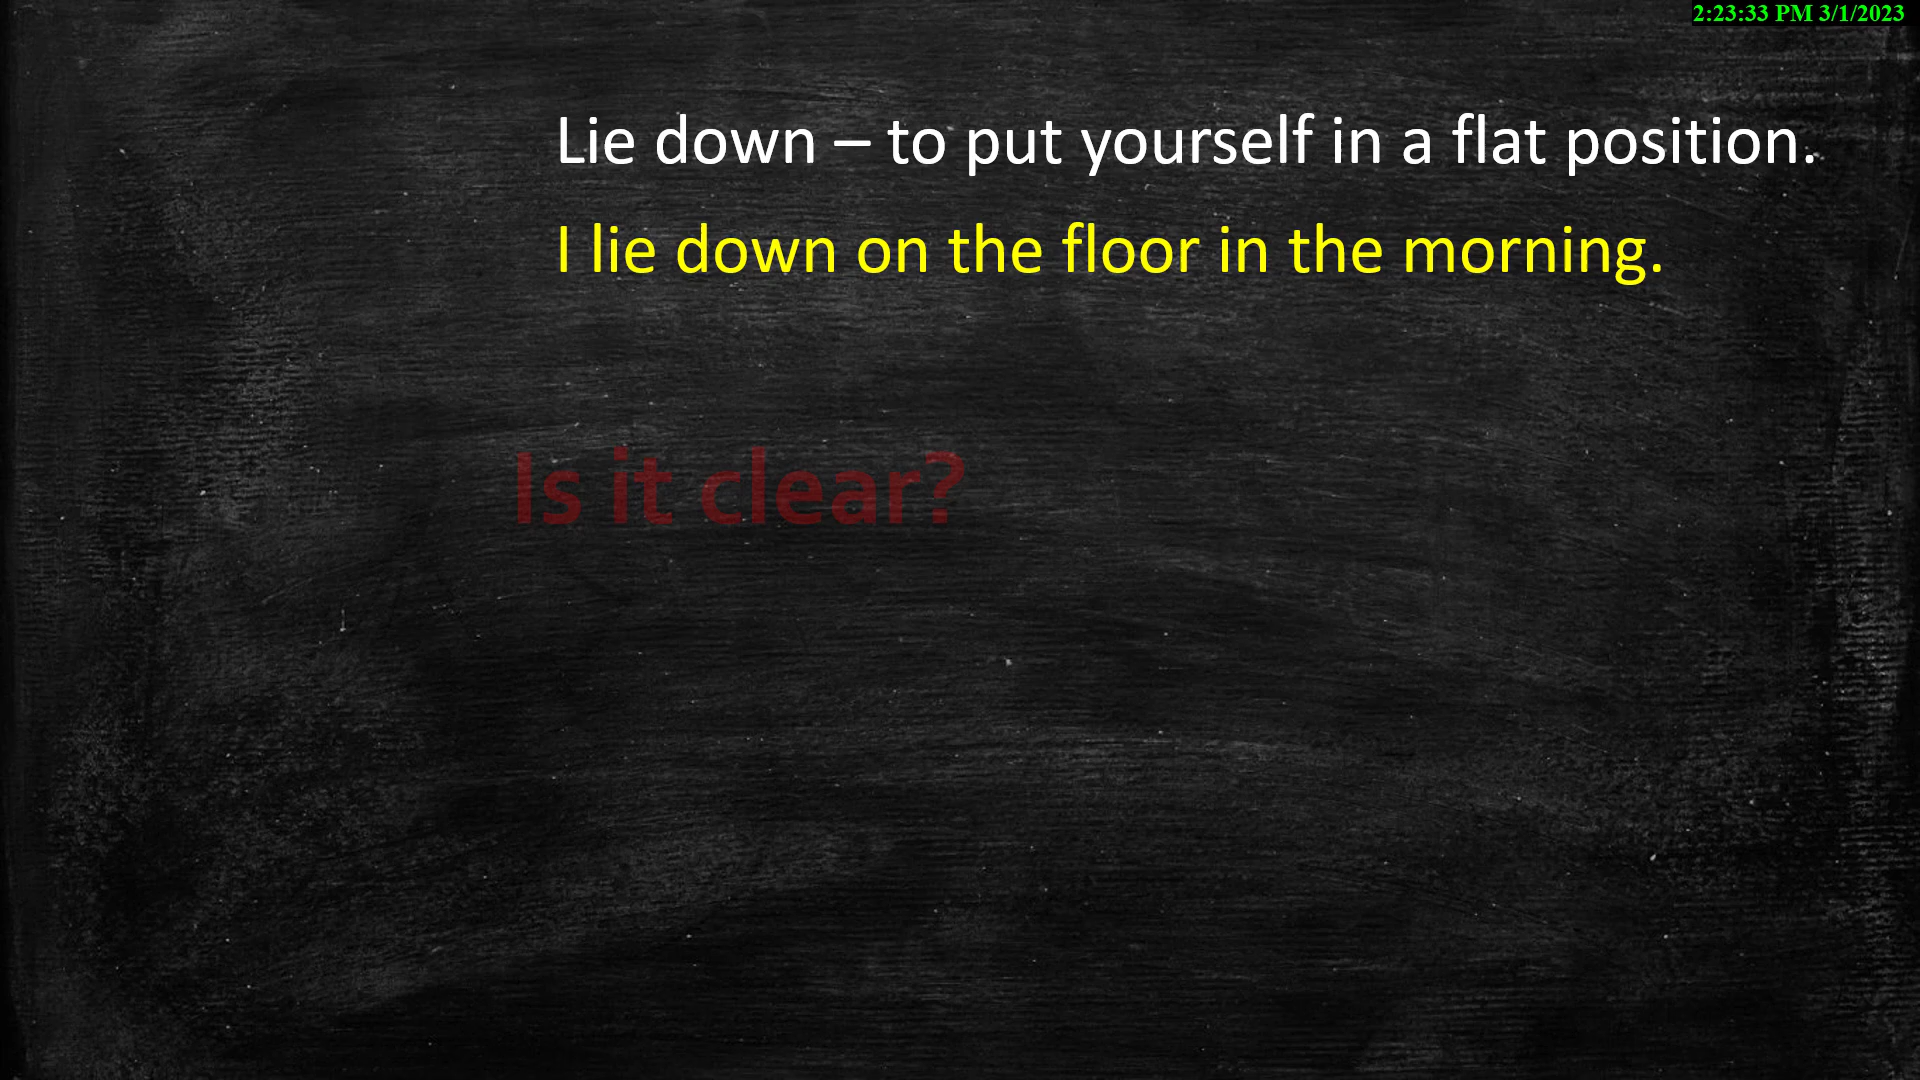 2:23:33 PM 3/1/2023
Lie down – to put yourself in a flat position.
I lie down on the floor in the morning.
Is it clear?